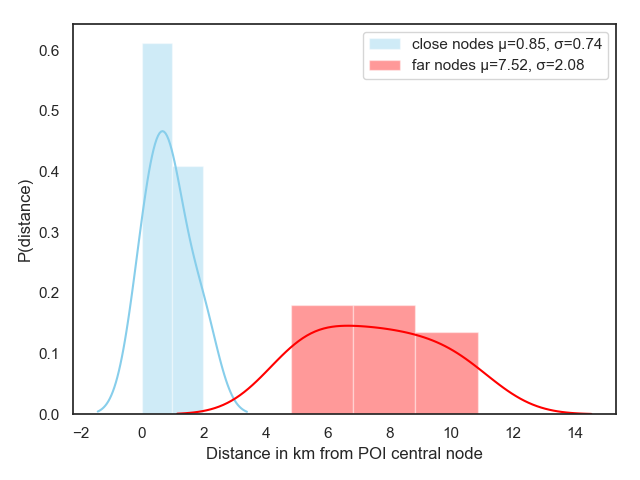 close nodes μ=0.85, σ=0.74
far nodes μ=7.52, σ=2.08
P(distance)
0.6
0.5
0.4
0.3
0.2
0.1
0.0
−2 0 2 4 6 8 10 12 14
Distance in km from POI central node